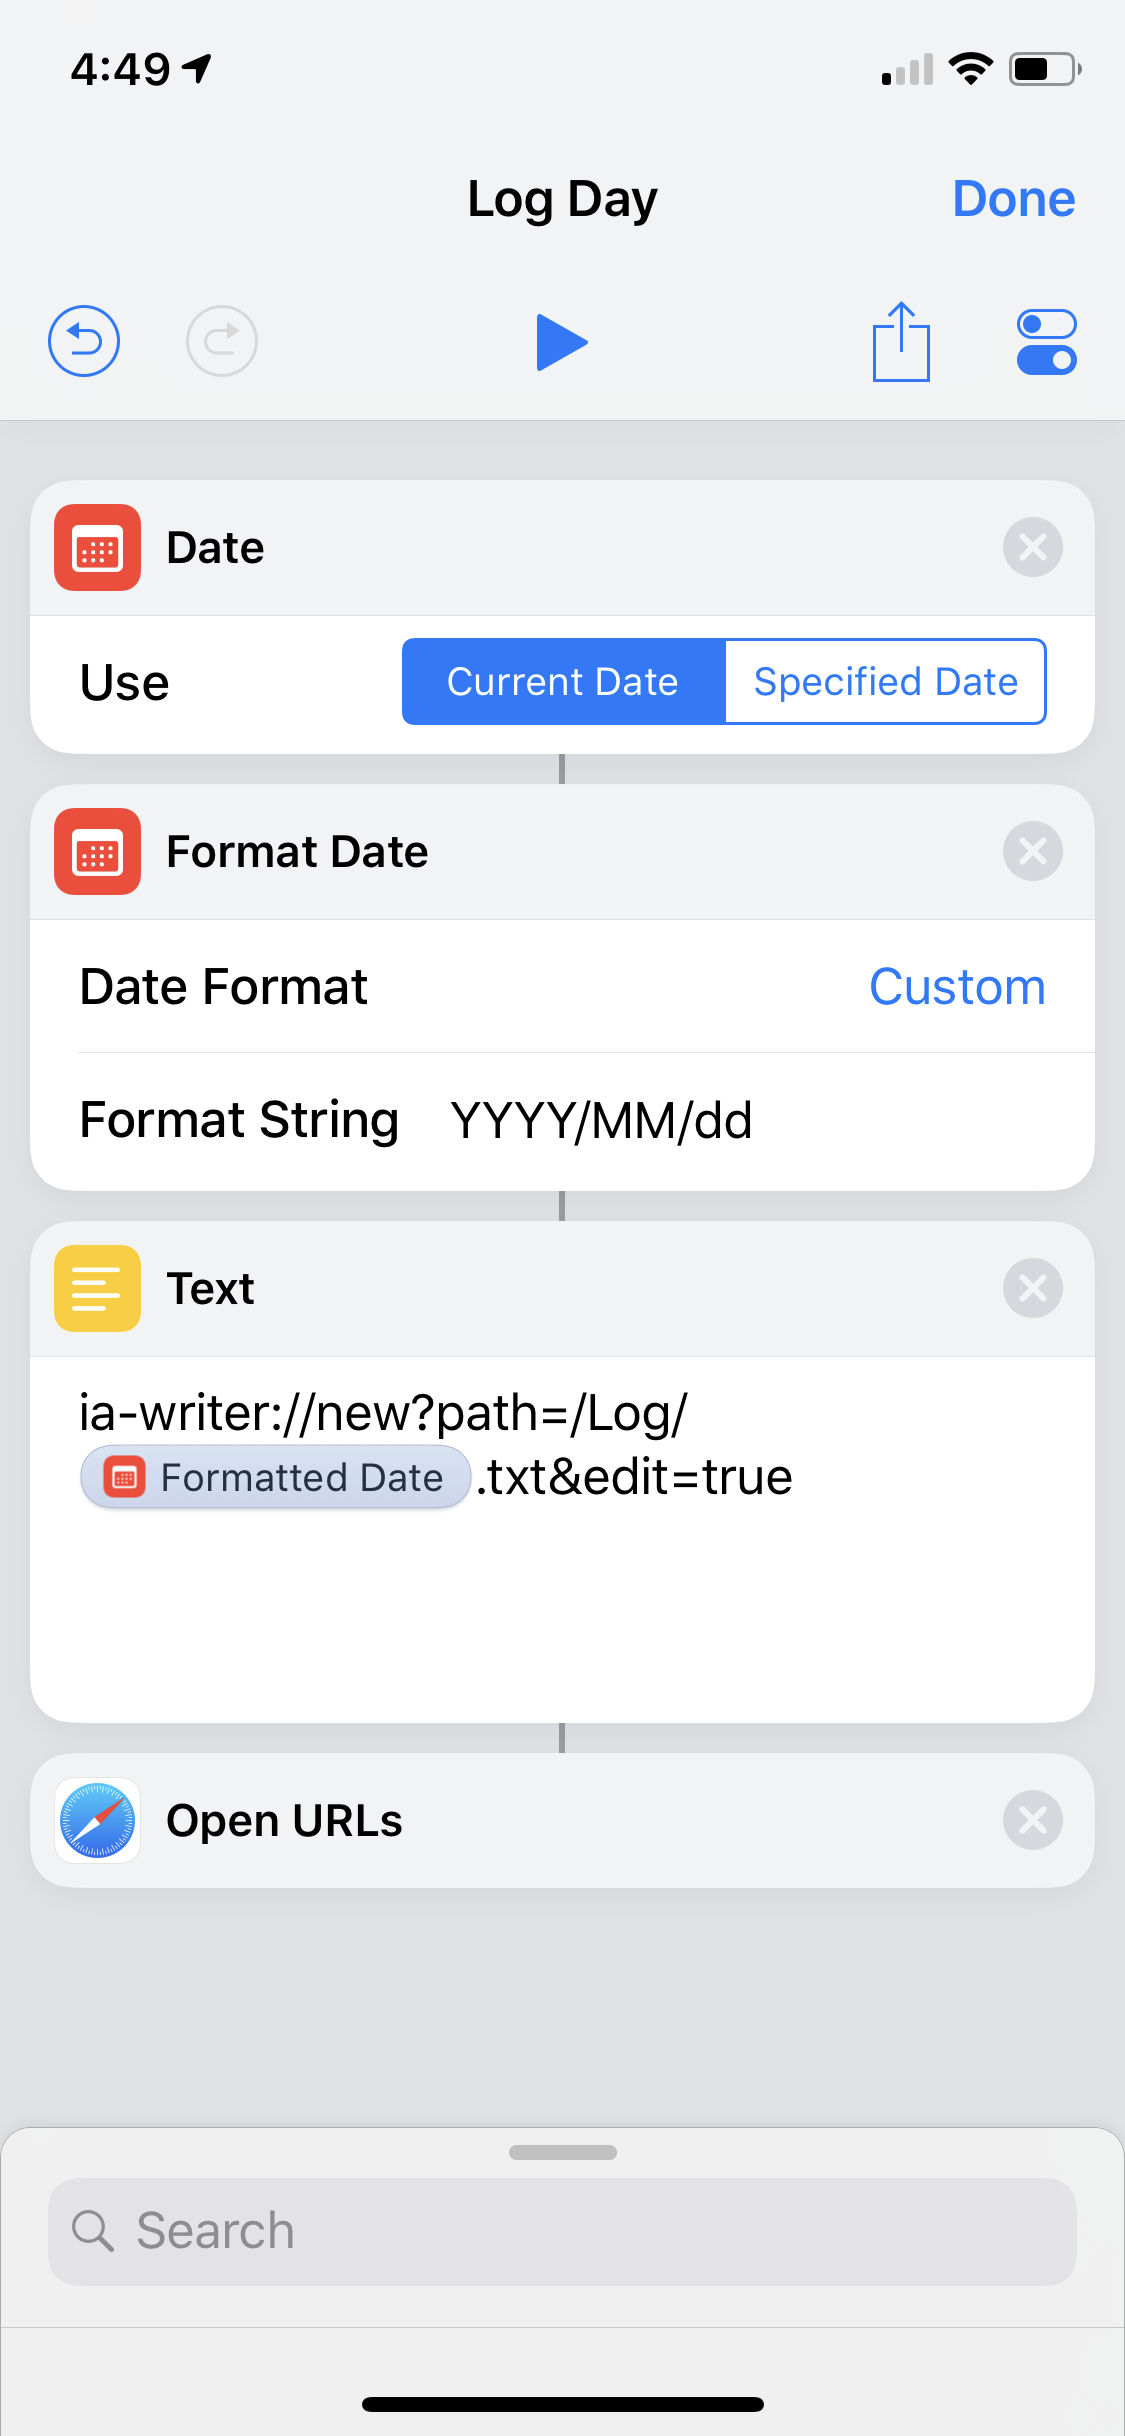 4:49
Log Day
Done
Date
Use
Current Date
Specified Date
Format Date
Date Format
Custom
Format String
YYYY/MM/dd
Text
ia-writer://new?path=/Log/
Formatted Date.txt&edit=true
Open URLs
Search